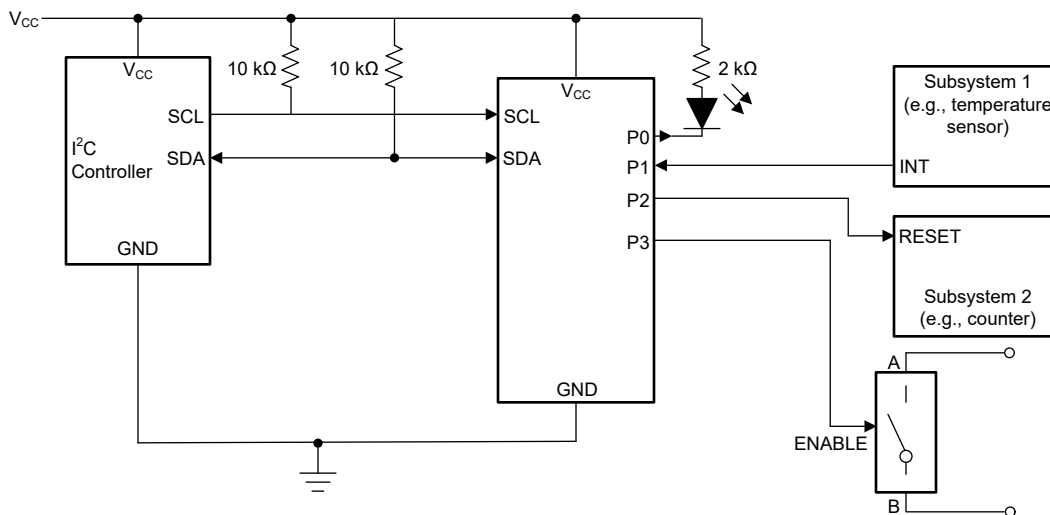 VCC
VCC
SCL
SDA
I2C
Controller
GND
10 kΩ
10 kΩ
VCC
SCL
SDA
P0
P1
P2
P3
GND
2 kΩ
Subsystem 1
(e.g., temperature
sensor)
INT
RESET
Subsystem 2
(e.g., counter)
A
ENABLE
B